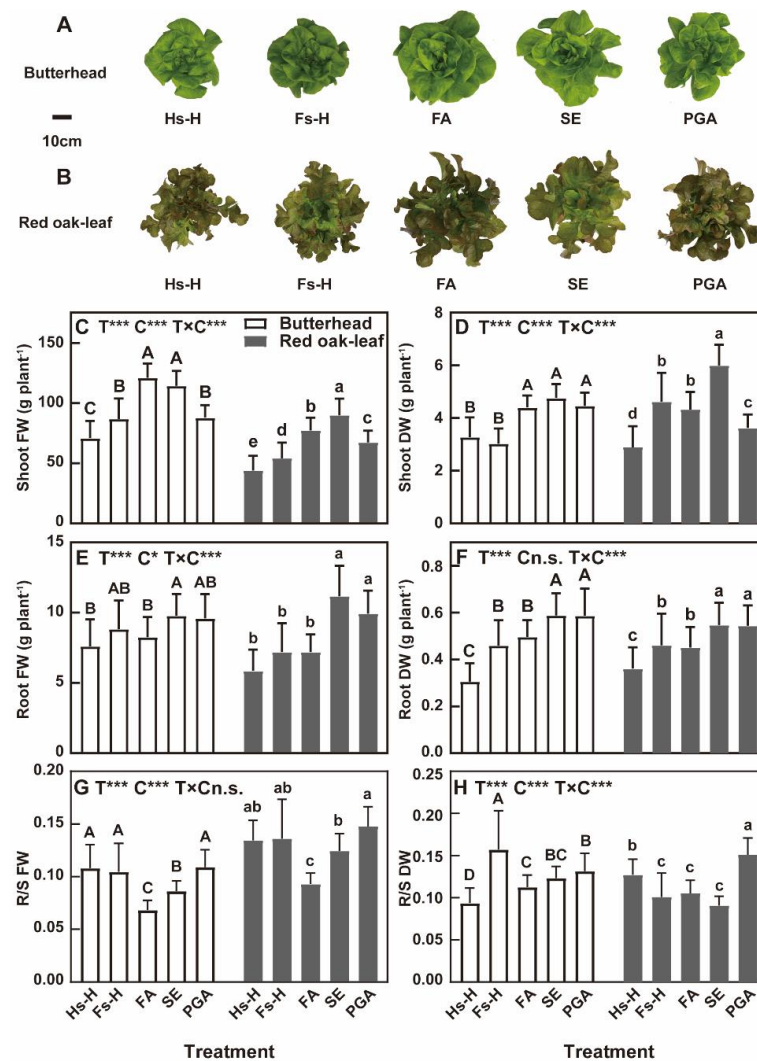 A
Butterhead
Hs-H Fs-H FA SE PGA
10cm
B
Red oak-leaf
Hs-H Fs-H FA SE PGA
C T*** C*** T×C***
Butterhead
Red oak-leaf
Shoot FW (g plant⁻¹)
150
100
50
0
C B A A B
e d b a c
D T*** C*** T×C***
Shoot DW (g plant⁻¹)
8
6
4
2
0
B B A A A
d b b a c
E T*** C* T×C***
Root FW (g plant⁻¹)
15
10
5
0
B AB B A AB
b b b a a
F T*** Cn.s. T×C***
Root DW (g plant⁻¹)
0.8
0.6
0.4
0.2
0.0
C B B A A
c b b a a
G T*** C*** T×Cn.s.
R/S FW
0.20
0.15
0.10
0.05
0.00
A A C B A
ab ab c b a
Hs-H Fs-H FA SE PGA Hs-H Fs-H FA SE PGA
Treatment
H T*** C*** T×C***
R/S DW
0.20
0.15
0.10
0.05
0.00
D A C BC B
b c c c a
Hs-H Fs-H FA SE PGA Hs-H Fs-H FA SE PGA
Treatment